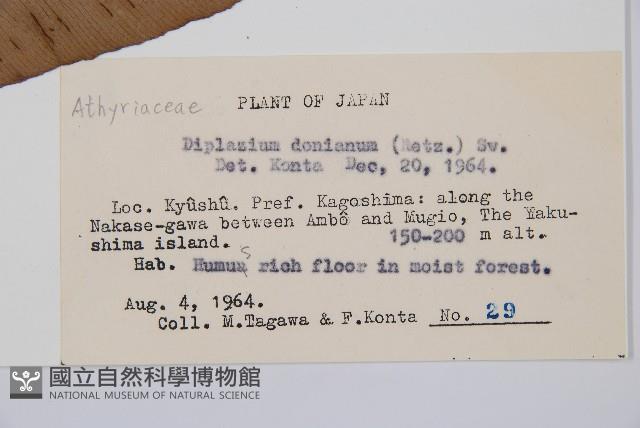 Athyriaceae
PLANT OF JAPAN
Diplazium donianum (Retz.) Sw.
Det. Konta Dec, 20, 1964.
Loc. Kyûshû. Pref. Kagoshima: along the
Nakase-gawa between Ambô and Mugio, The Yaku-
shima island. 150-200 m alt.
Hab. Humus rich floor in moist forest.
Aug. 4, 1964.
Coll. M.Tagawa & F.Konta No. 29
國立自然科學博物館
NATIONAL MUSEUM OF NATURAL SCIENCE